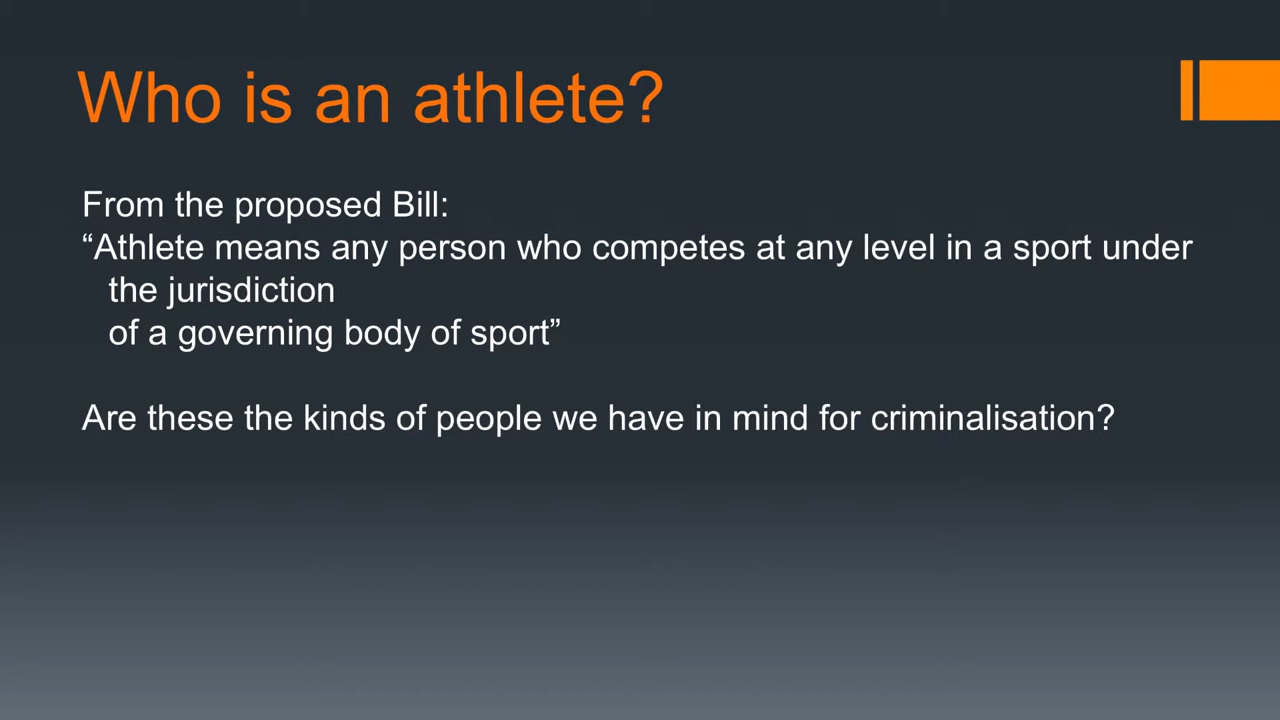 Who is an athlete?
From the proposed Bill:
“Athlete means any person who competes at any level in a sport under
the jurisdiction
of a governing body of sport”
Are these the kinds of people we have in mind for criminalisation?